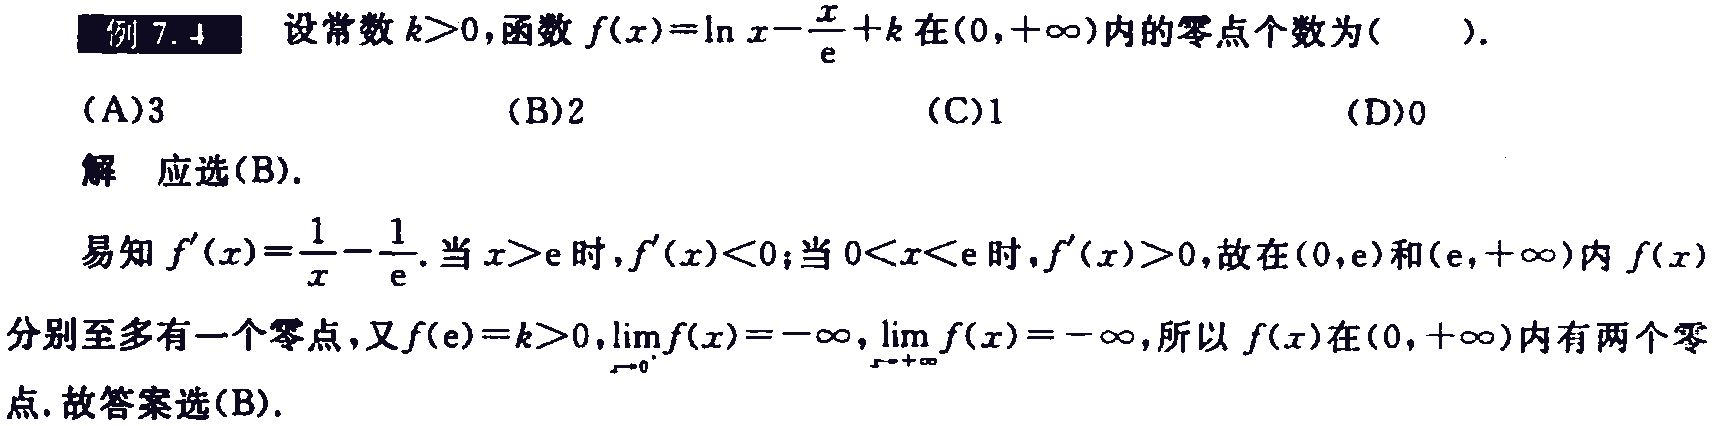 例 7.4 设常数 k>0,函数 f(x)=ln x-x/e+k 在(0,+∞)内的零点个数为( ).
(A)3 (B)2 (C)1 (D)0
解 应选(B).
易知 f′(x)=1/x-1/e.当 x>e 时,f′(x)<0;当 0<x<e 时,f′(x)>0,故在(0,e)和(e,+∞)内 f(x)
分别至多有一个零点,又f(e)=k>0,lim x→0⁺ f(x)=-∞,lim x→+∞ f(x)=-∞,所以 f(x)在(0,+∞)内有两个零
点.故答案选(B).